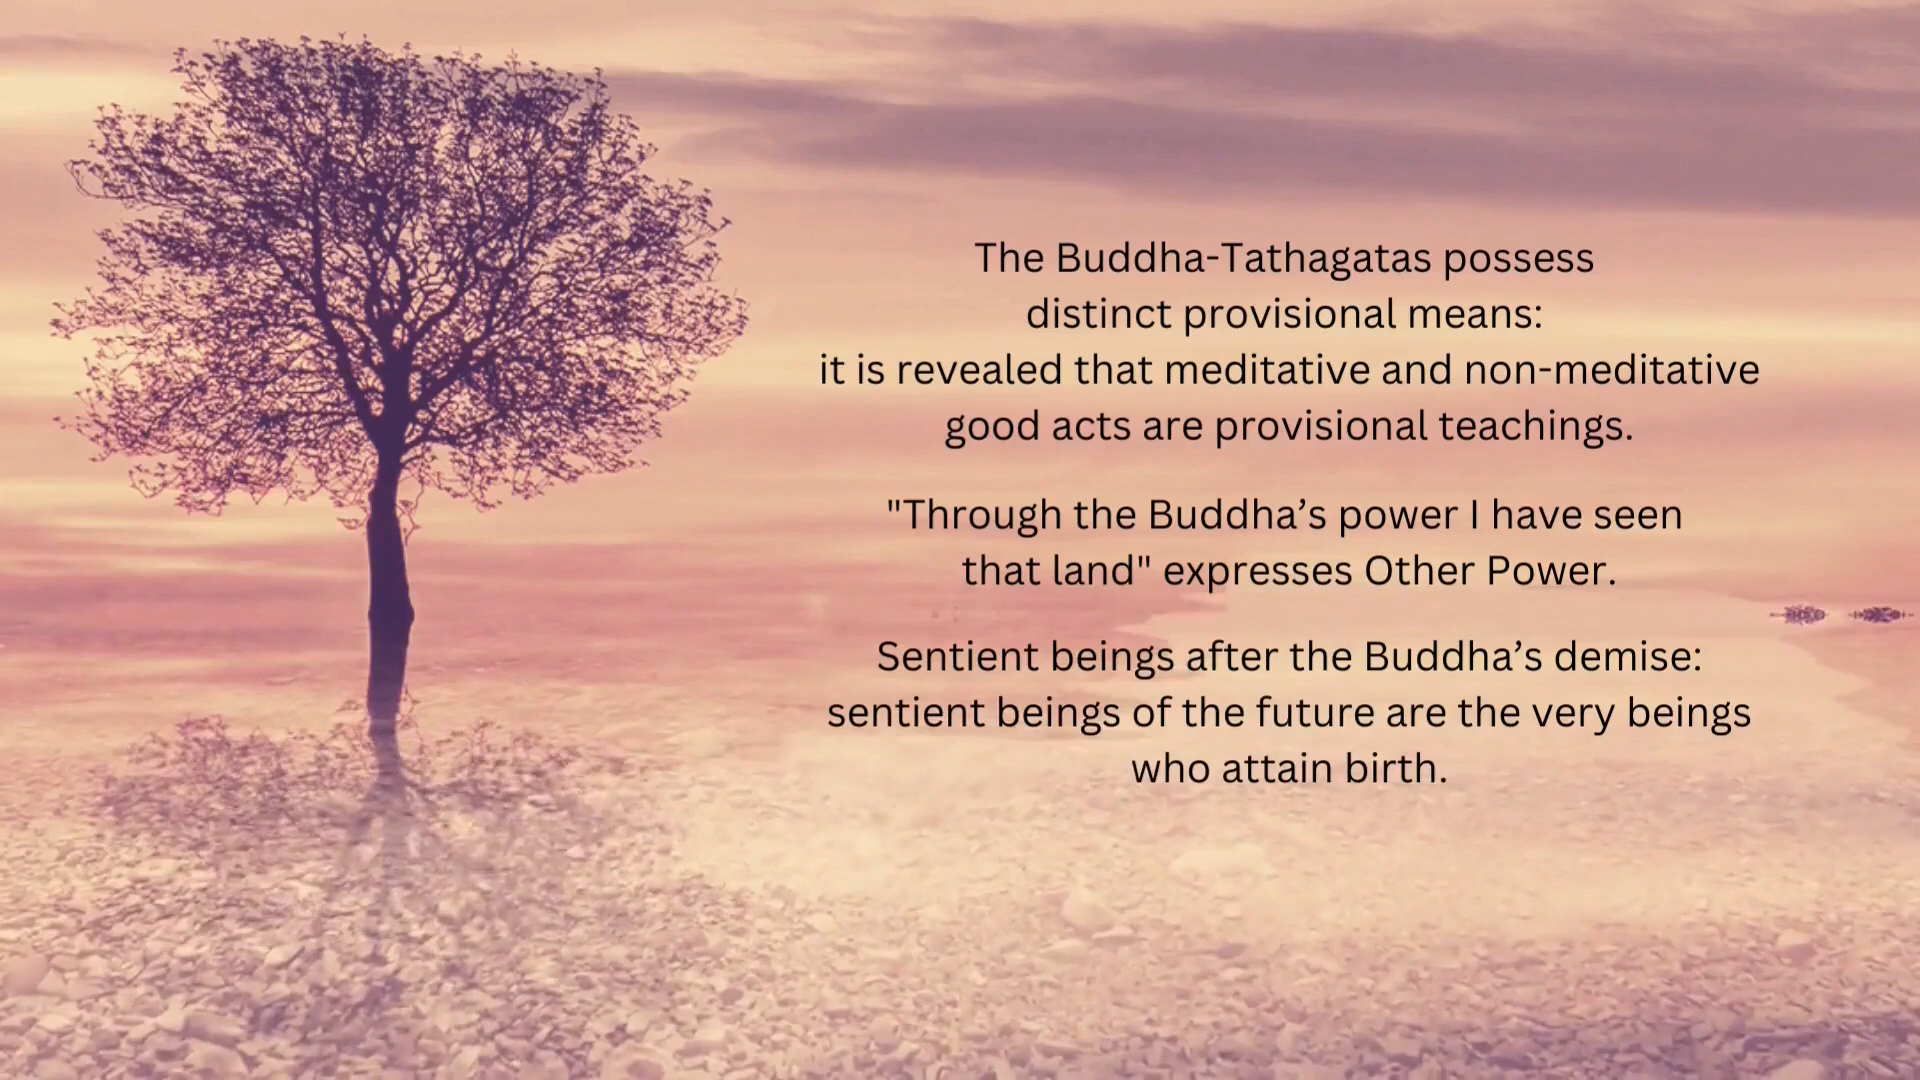 The Buddha-Tathagatas possess
distinct provisional means:
it is revealed that meditative and non-meditative
good acts are provisional teachings.
"Through the Buddha’s power I have seen
that land" expresses Other Power.
Sentient beings after the Buddha’s demise:
sentient beings of the future are the very beings
who attain birth.